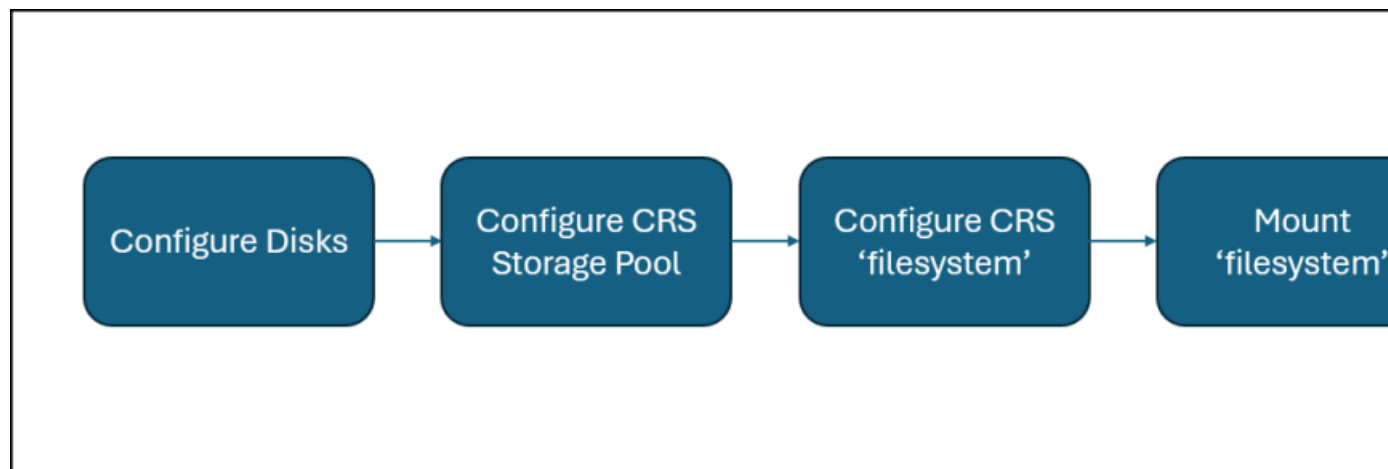 Configure Disks
Configure CRS
Storage Pool
Configure CRS
‘filesystem’
Mount
‘filesystem’